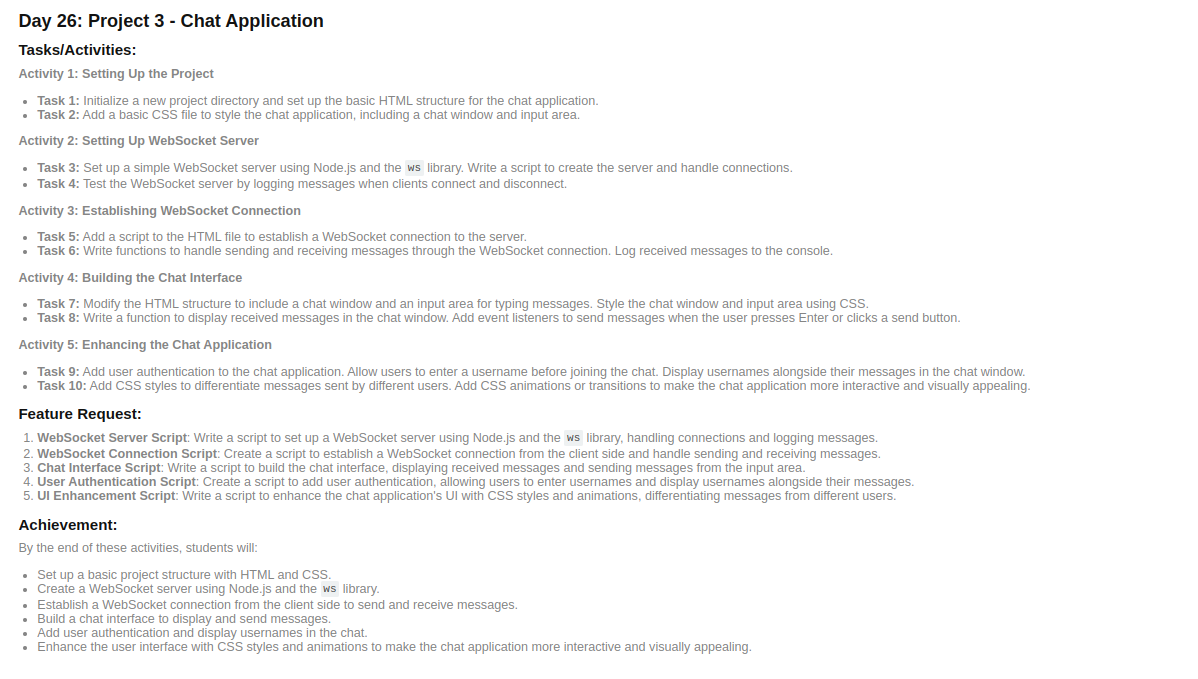 Day 26: Project 3 - Chat Application
Tasks/Activities:
Activity 1: Setting Up the Project
• Task 1: Initialize a new project directory and set up the basic HTML structure for the chat application.
• Task 2: Add a basic CSS file to style the chat application, including a chat window and input area.
Activity 2: Setting Up WebSocket Server
• Task 3: Set up a simple WebSocket server using Node.js and the ws library. Write a script to create the server and handle connections.
• Task 4: Test the WebSocket server by logging messages when clients connect and disconnect.
Activity 3: Establishing WebSocket Connection
• Task 5: Add a script to the HTML file to establish a WebSocket connection to the server.
• Task 6: Write functions to handle sending and receiving messages through the WebSocket connection. Log received messages to the console.
Activity 4: Building the Chat Interface
• Task 7: Modify the HTML structure to include a chat window and an input area for typing messages. Style the chat window and input area using CSS.
• Task 8: Write a function to display received messages in the chat window. Add event listeners to send messages when the user presses Enter or clicks a send button.
Activity 5: Enhancing the Chat Application
• Task 9: Add user authentication to the chat application. Allow users to enter a username before joining the chat. Display usernames alongside their messages in the chat window.
• Task 10: Add CSS styles to differentiate messages sent by different users. Add CSS animations or transitions to make the chat application more interactive and visually appealing.
Feature Request:
1. WebSocket Server Script: Write a script to set up a WebSocket server using Node.js and the ws library, handling connections and logging messages.
2. WebSocket Connection Script: Create a script to establish a WebSocket connection from the client side and handle sending and receiving messages.
3. Chat Interface Script: Write a script to build the chat interface, displaying received messages and sending messages from the input area.
4. User Authentication Script: Create a script to add user authentication, allowing users to enter usernames and display usernames alongside their messages.
5. UI Enhancement Script: Write a script to enhance the chat application's UI with CSS styles and animations, differentiating messages from different users.
Achievement:
By the end of these activities, students will:
• Set up a basic project structure with HTML and CSS.
• Create a WebSocket server using Node.js and the ws library.
• Establish a WebSocket connection from the client side to send and receive messages.
• Build a chat interface to display and send messages.
• Add user authentication and display usernames in the chat.
• Enhance the user interface with CSS styles and animations to make the chat application more interactive and visually appealing.